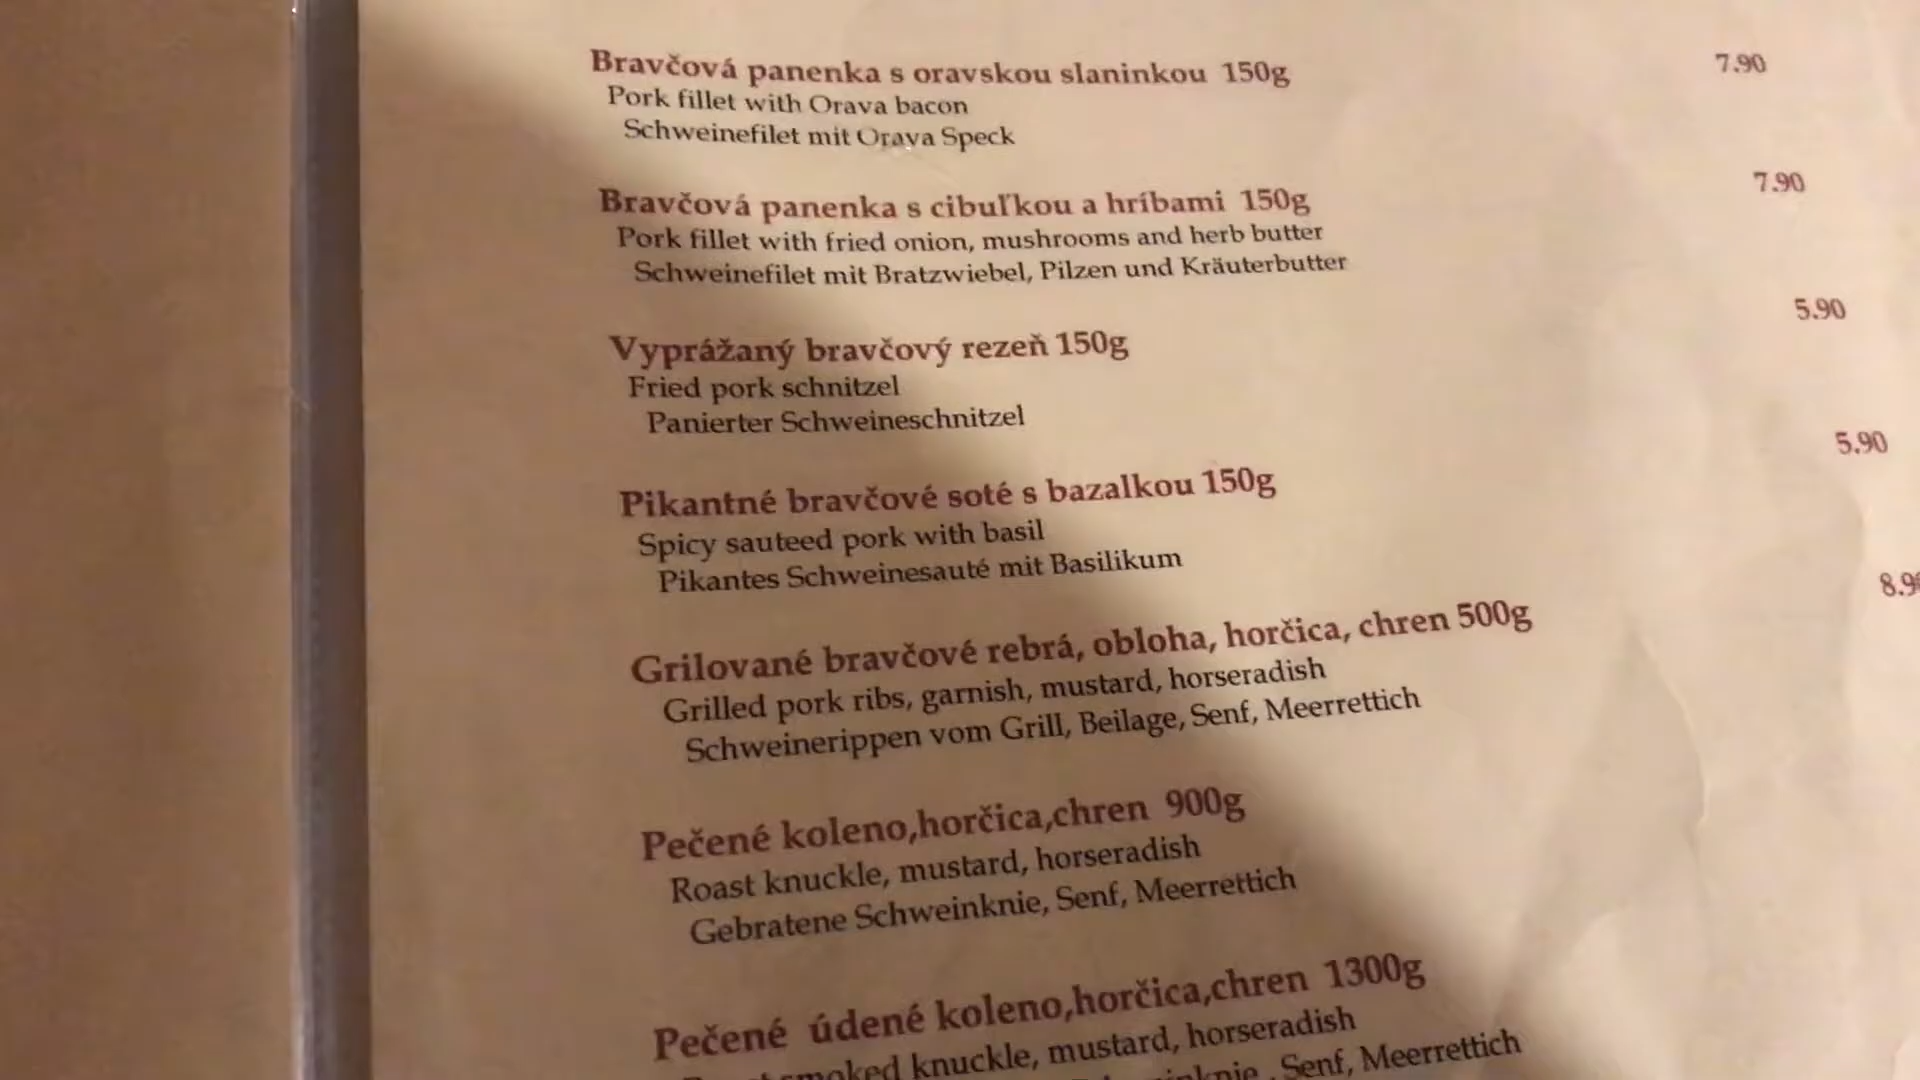 Bravčová panenka s oravskou slaninkou 150g 7.90
Pork fillet with Orava bacon
Schweinefilet mit Orava Speck
Bravčová panenka s cibuľkou a hríbami 150g 7.90
Pork fillet with fried onion, mushrooms and herb butter
Schweinefilet mit Bratzwiebel, Pilzen und Kräuterbutter
Vyprážaný bravčový rezeň 150g 5.90
Fried pork schnitzel
Panierter Schweineschnitzel
Pikantné bravčové soté s bazalkou 150g 5.90
Spicy sauteed pork with basil
Pikantes Schweinesauté mit Basilikum
Grilované bravčové rebrá, obloha, horčica, chren 500g
Grilled pork ribs, garnish, mustard, horseradish
Schweinerippen vom Grill, Beilage, Senf, Meerrettich
Pečené koleno,horčica,chren 900g
Roast knuckle, mustard, horseradish
Gebratene Schweinknie, Senf, Meerrettich
Pečené údené koleno,horčica,chren 1300g
smoked knuckle, mustard, horseradish
Senf, Meerrettich